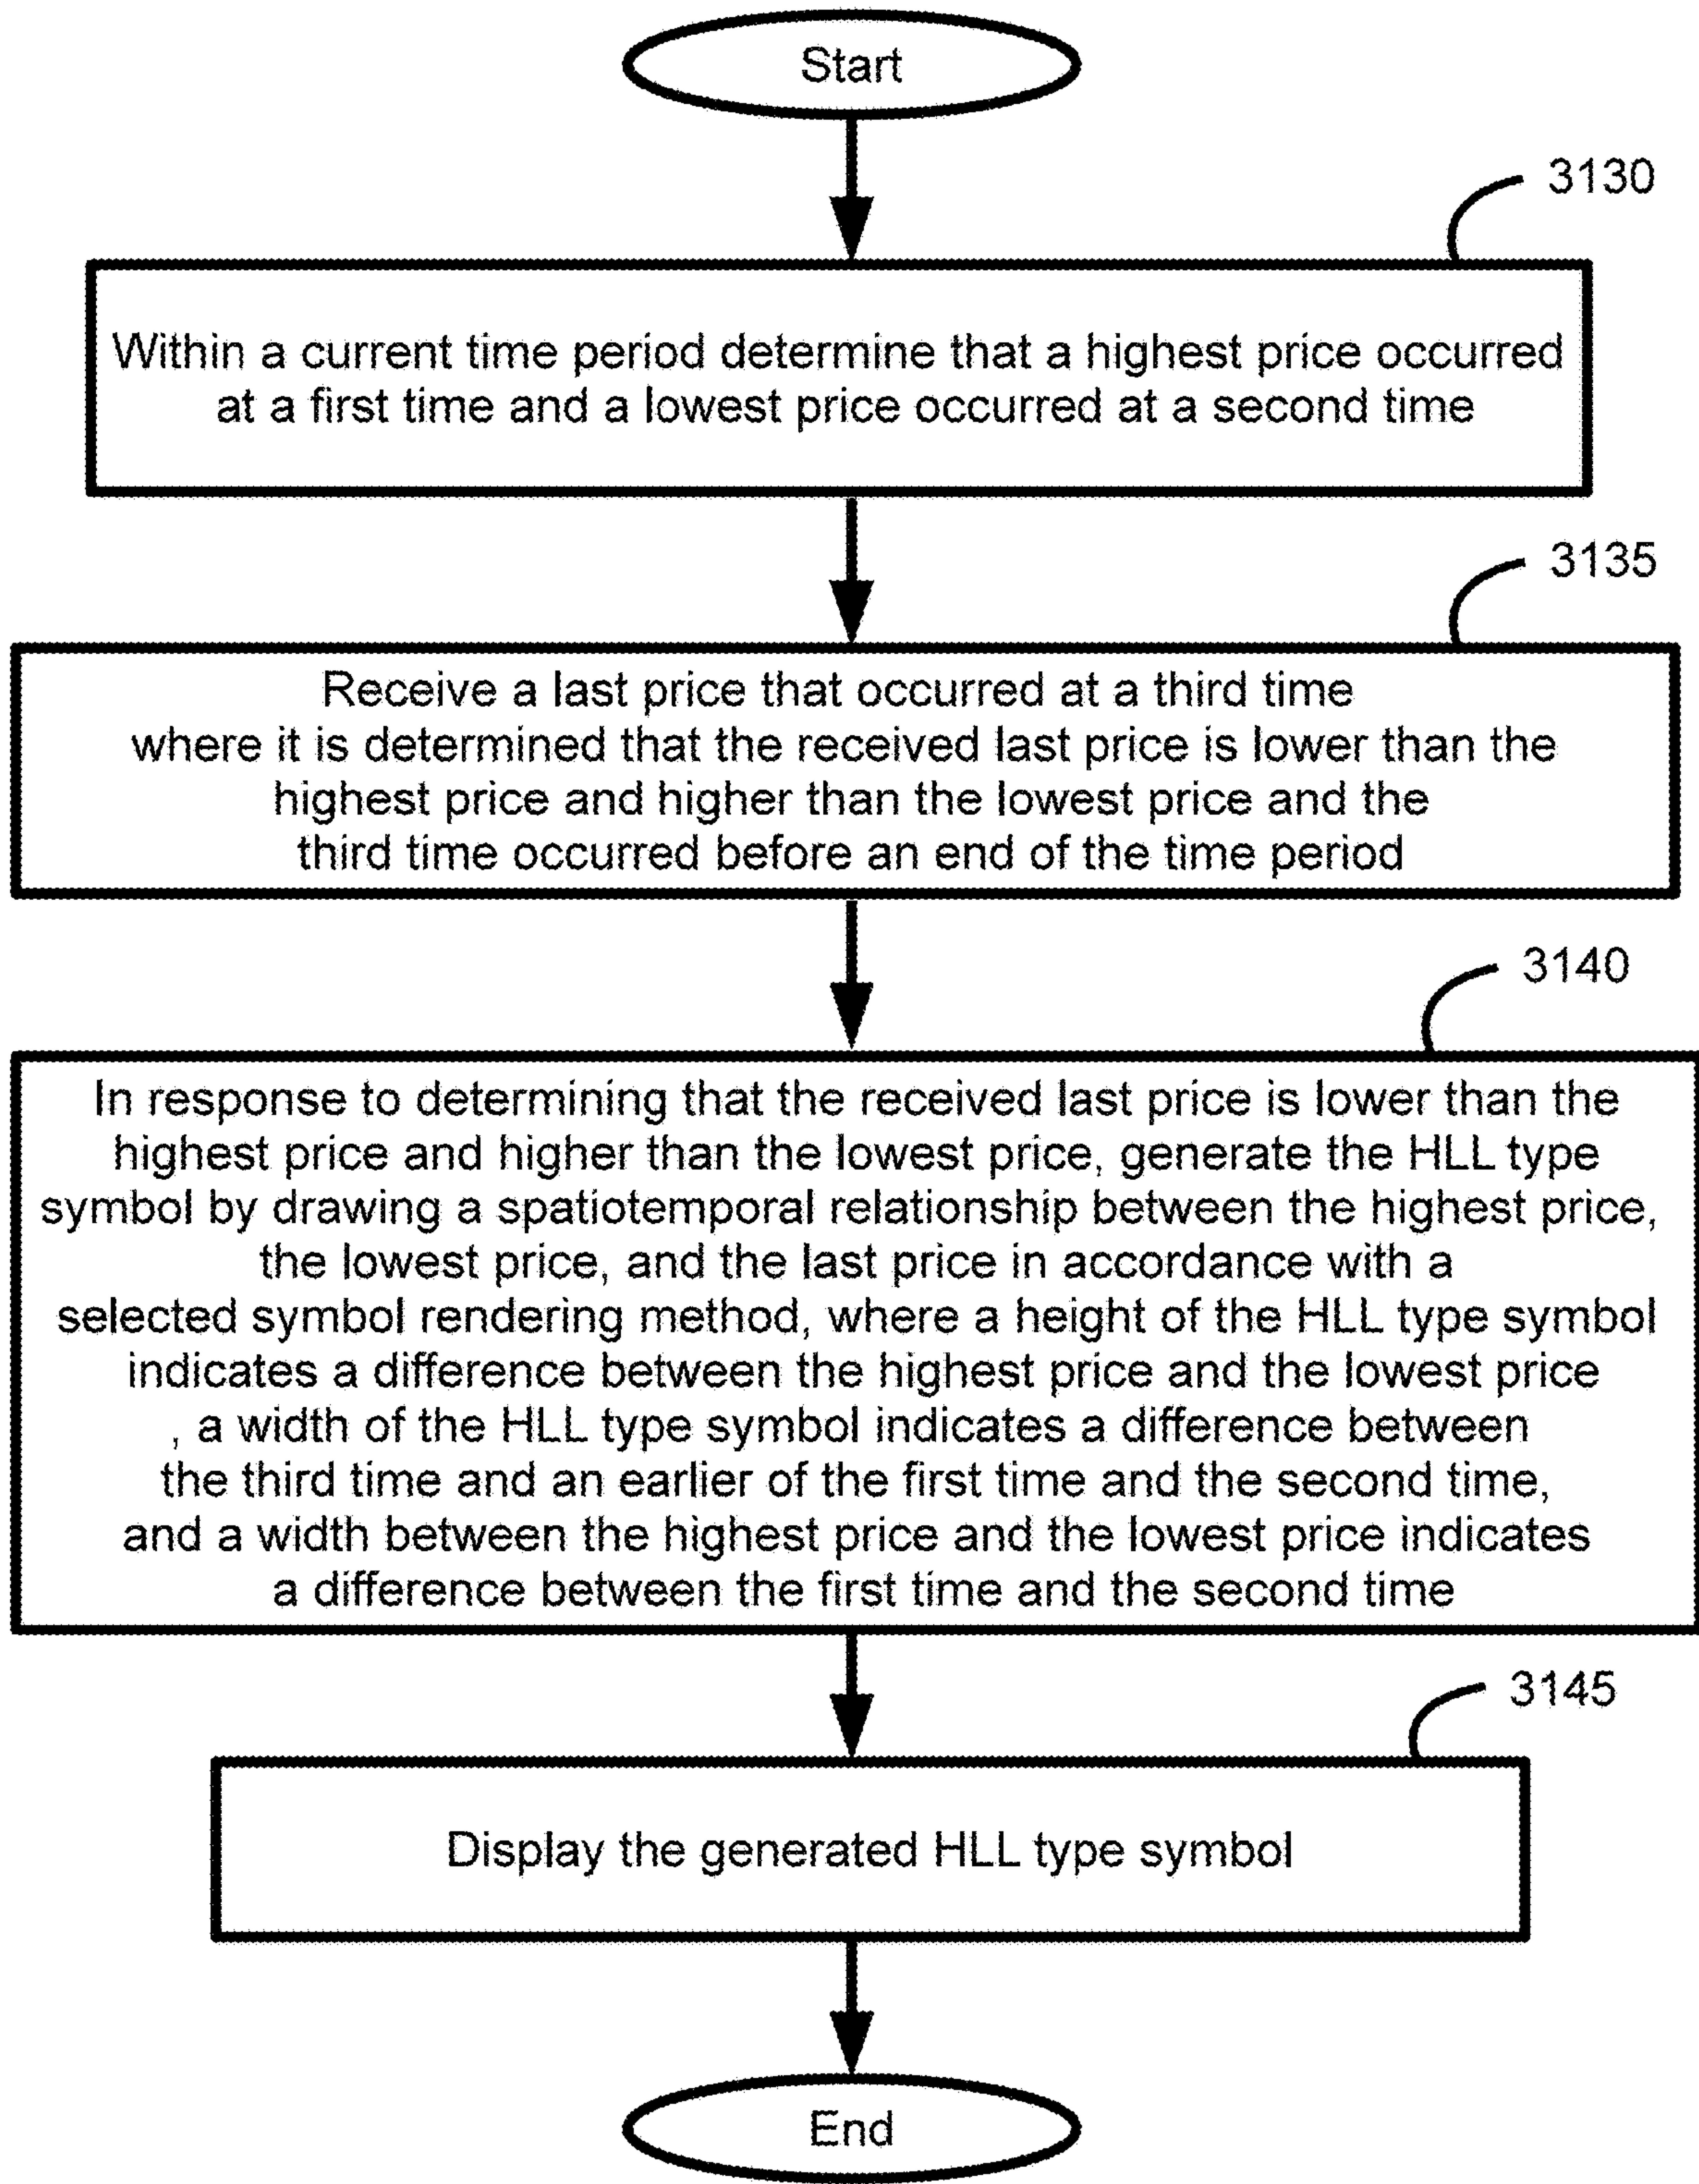 Start
3130
Within a current time period determine that a highest price occurred
at a first time and a lowest price occurred at a second time
3135
Receive a last price that occurred at a third time
where it is determined that the received last price is lower than the
highest price and higher than the lowest price and the
third time occurred before an end of the time period
3140
In response to determining that the received last price is lower than the
highest price and higher than the lowest price, generate the HLL type
symbol by drawing a spatiotemporal relationship between the highest price,
the lowest price, and the last price in accordance with a
selected symbol rendering method, where a height of the HLL type symbol
indicates a difference between the highest price and the lowest price
, a width of the HLL type symbol indicates a difference between
the third time and an earlier of the first time and the second time,
and a width between the highest price and the lowest price indicates
a difference between the first time and the second time
3145
Display the generated HLL type symbol
End